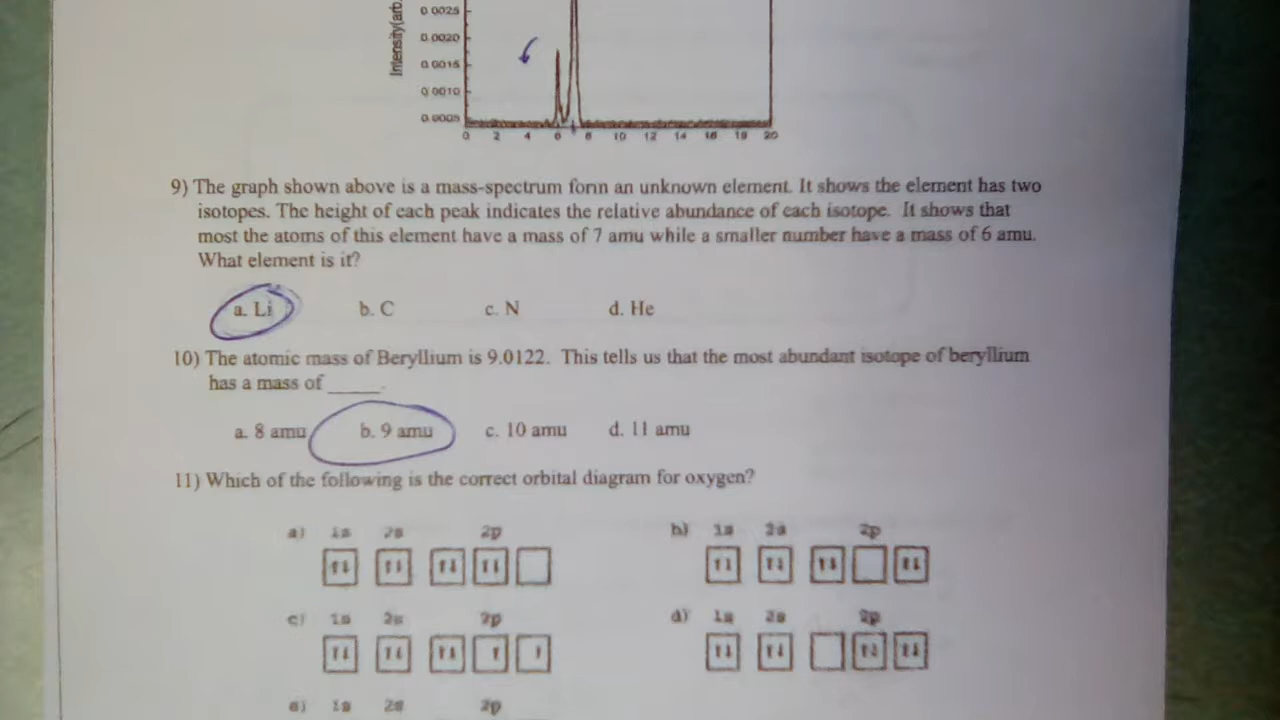 Intensity(arb.
0.0025
0.0020
0.0015
0.0010
0.0005
0 2 4 6 8 10 12 14 16 18 20
9) The graph shown above is a mass-spectrum form an unknown element. It shows the element has two
isotopes. The height of each peak indicates the relative abundance of each isotope. It shows that
most the atoms of this element have a mass of 7 amu while a smaller number have a mass of 6 amu.
What element is it?
a. Li b. C c. N d. He
10) The atomic mass of Beryllium is 9.0122. This tells us that the most abundant isotope of beryllium
has a mass of _____.
a. 8 amu b. 9 amu c. 10 amu d. 11 amu
11) Which of the following is the correct orbital diagram for oxygen?
a) 1s 2s 2p b) 1s 2s 2p
c) 1s 2s 2p d) 1s 2s 2p
1s 2s 2p